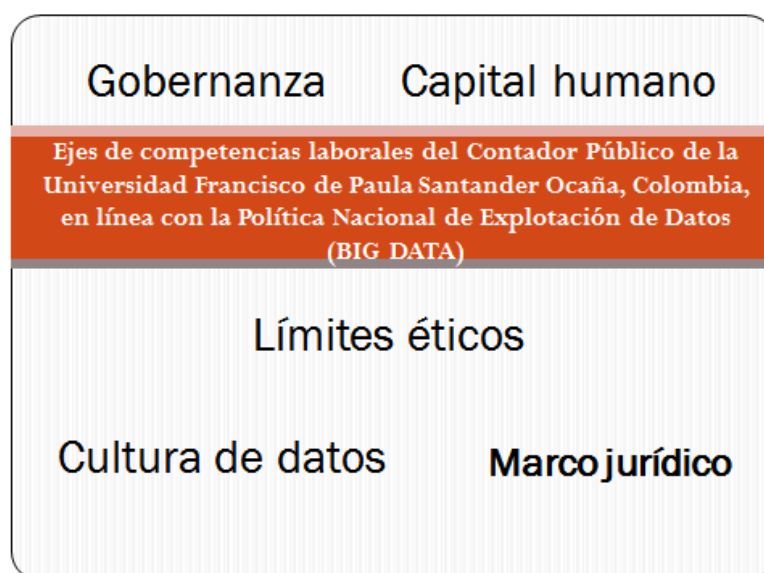 Gobernanza Capital humano
Ejes de competencias laborales del Contador Público de la
Universidad Francisco de Paula Santander Ocaña, Colombia,
en línea con la Política Nacional de Explotación de Datos
(BIG DATA)
Límites éticos
Cultura de datos Marco jurídico